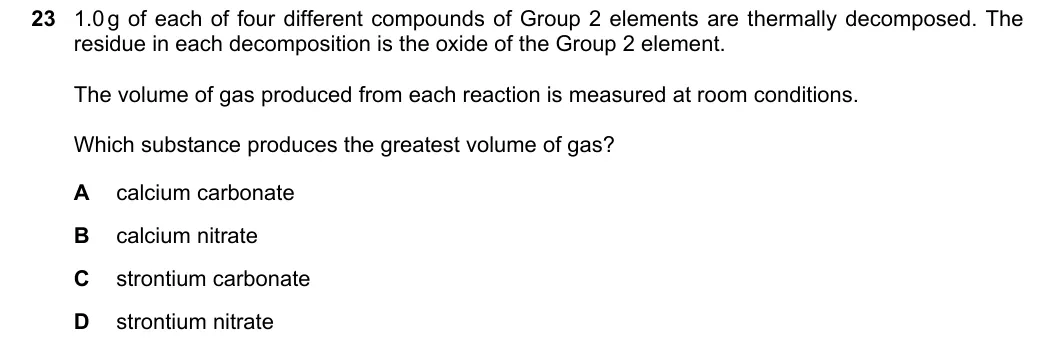 23 1.0 g of each of four different compounds of Group 2 elements are thermally decomposed. The
residue in each decomposition is the oxide of the Group 2 element.
The volume of gas produced from each reaction is measured at room conditions.
Which substance produces the greatest volume of gas?
A calcium carbonate
B calcium nitrate
C strontium carbonate
D strontium nitrate